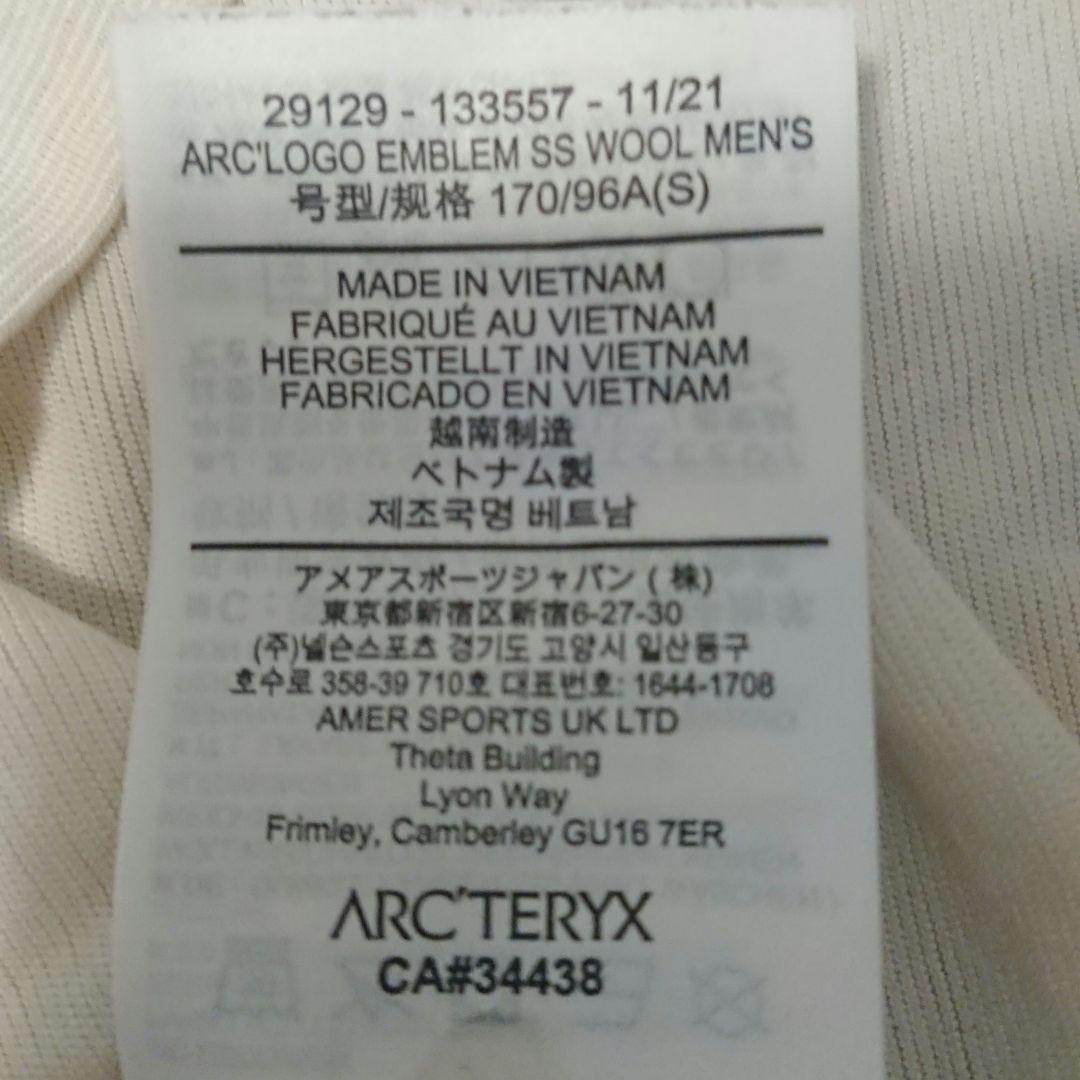 29129 - 133557 - 11/21
ARC'LOGO EMBLEM SS WOOL MEN'S
号型/规格 170/96A(S)
MADE IN VIETNAM
FABRIQUÉ AU VIETNAM
HERGESTELLT IN VIETNAM
FABRICADO EN VIETNAM
越南制造
ベトナム製
제조국명 베트남
アメアスポーツジャパン ( 株)
東京都新宿区新宿6-27-30
(주)넬슨스포츠 경기도 고양시 일산동구
호수로 358-39 710호 대표번호: 1644-1708
AMER SPORTS UK LTD
Theta Building
Lyon Way
Frimley, Camberley GU16 7ER
ARC'TERYX
CA#34438